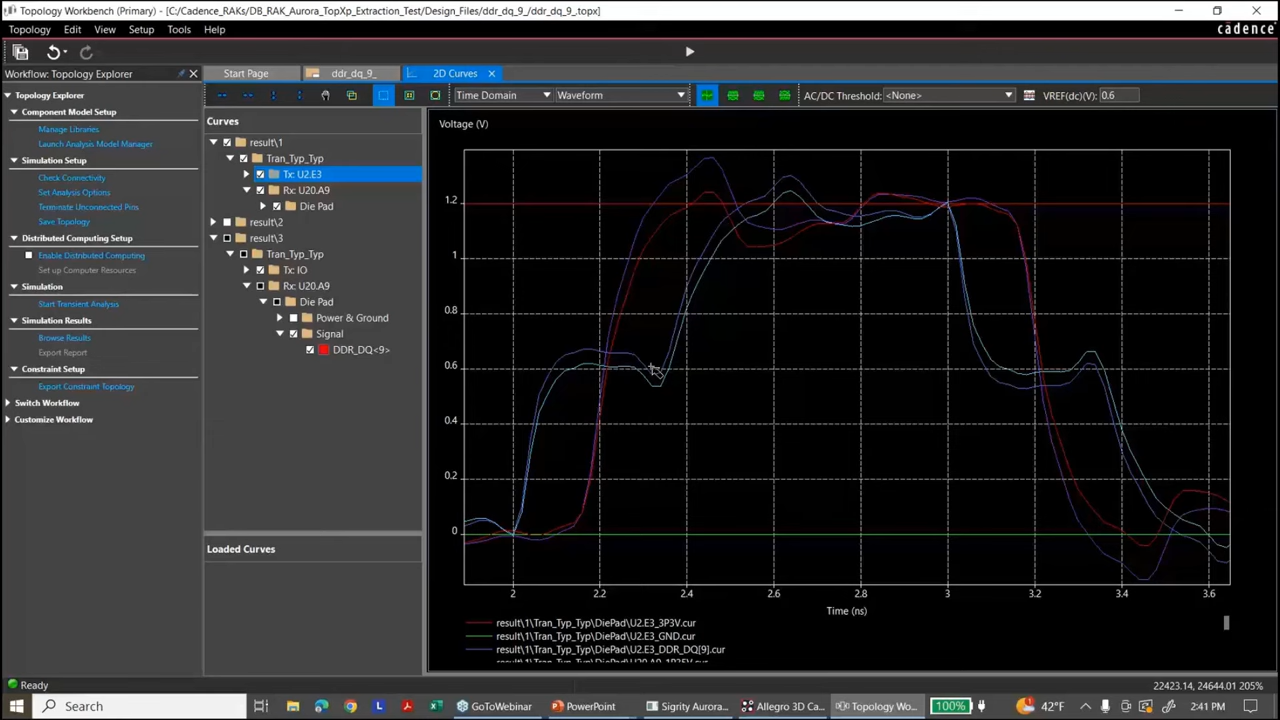 Topology Workbench (Primary) - [C:/Cadence_RAKs/DB_RAK_Aurora_TopXp_Extraction_Test/Design_Files/ddr_dq_9_/ddr_dq_9_.topx]
Topology Edit View Setup Tools Help
cadence
Workflow: Topology Explorer
Start Page ddr_dq_9_ 2D Curves
Time Domain Waveform AC/DC Threshold: <None> VREF(dc)(V): 0.6
Topology Explorer
Component Model Setup
Manage Libraries
Launch Analysis Model Manager
Simulation Setup
Check Connectivity
Set Analysis Options
Terminate Unconnected Pins
Save Topology
Distributed Computing Setup
Enable Distributed Computing
Set up Computer Resources
Simulation
Start Transient Analysis
Simulation Results
Browse Results
Export Report
Constraint Setup
Export Constraint Topology
Switch Workflow
Customize Workflow
Curves
result\1
Tran_Typ_Typ
Tx: U2.E3
Rx: U20.A9
Die Pad
result\2
result\3
Tran_Typ_Typ
Tx: IO
Rx: U20.A9
Die Pad
Power & Ground
Signal
DDR_DQ<9>
Loaded Curves
Voltage (V)
1.2
1
0.8
0.6
0.4
0.2
0
2 2.2 2.4 2.6 2.8 3 3.2 3.4 3.6
Time (ns)
result\1\Tran_Typ_Typ\DiePad\U2.E3_3P3V.cur
result\1\Tran_Typ_Typ\DiePad\U2.E3_GND.cur
result\1\Tran_Typ_Typ\DiePad\U2.E3_DDR_DQ[9].cur
Ready
22423.14, 24644.01 205%
Search GoToWebinar PowerPoint Sigrity Aurora... Allegro 3D Ca... Topology Wo... 100% 42°F 2:41 PM